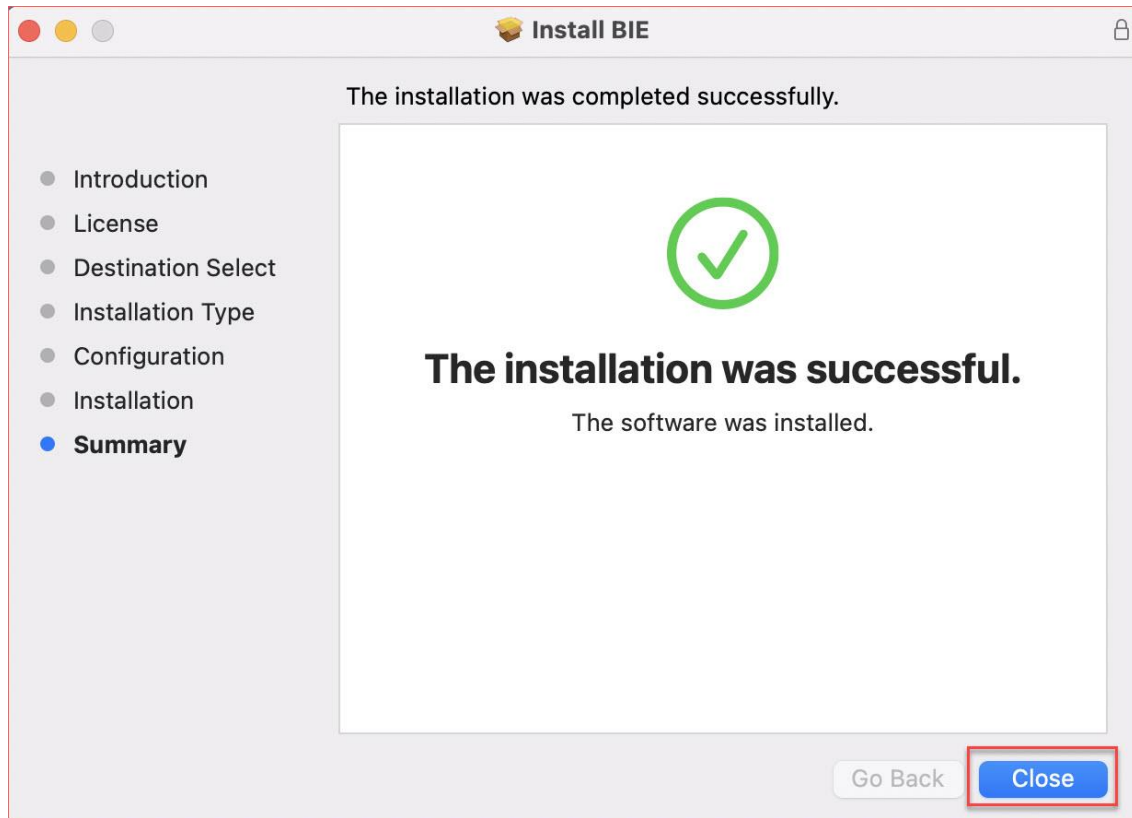 Install BIE
The installation was completed successfully.
Introduction
License
Destination Select
Installation Type
Configuration
Installation
Summary
The installation was successful.
The software was installed.
Go Back
Close